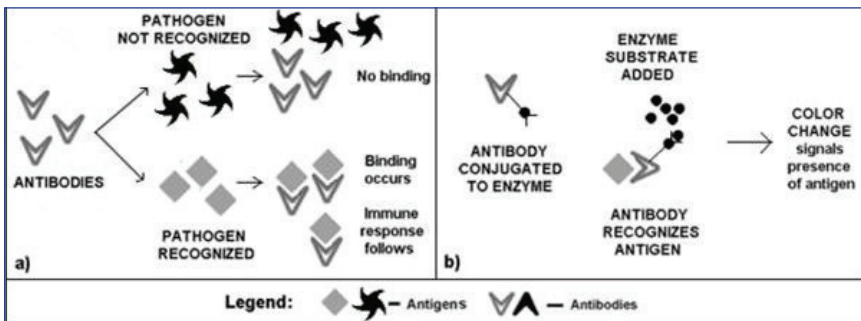 PATHOGEN
NOT RECOGNIZED
No binding
ANTIBODIES
Binding
occurs
Immune
response
follows
PATHOGEN
RECOGNIZED
a)
ENZYME
SUBSTRATE
ADDED
ANTIBODY
CONJUGATED
TO ENZYME
COLOR
CHANGE
signals
presence
of antigen
ANTIBODY
RECOGNIZES
ANTIGEN
b)
Legend: – Antigens – Antibodies